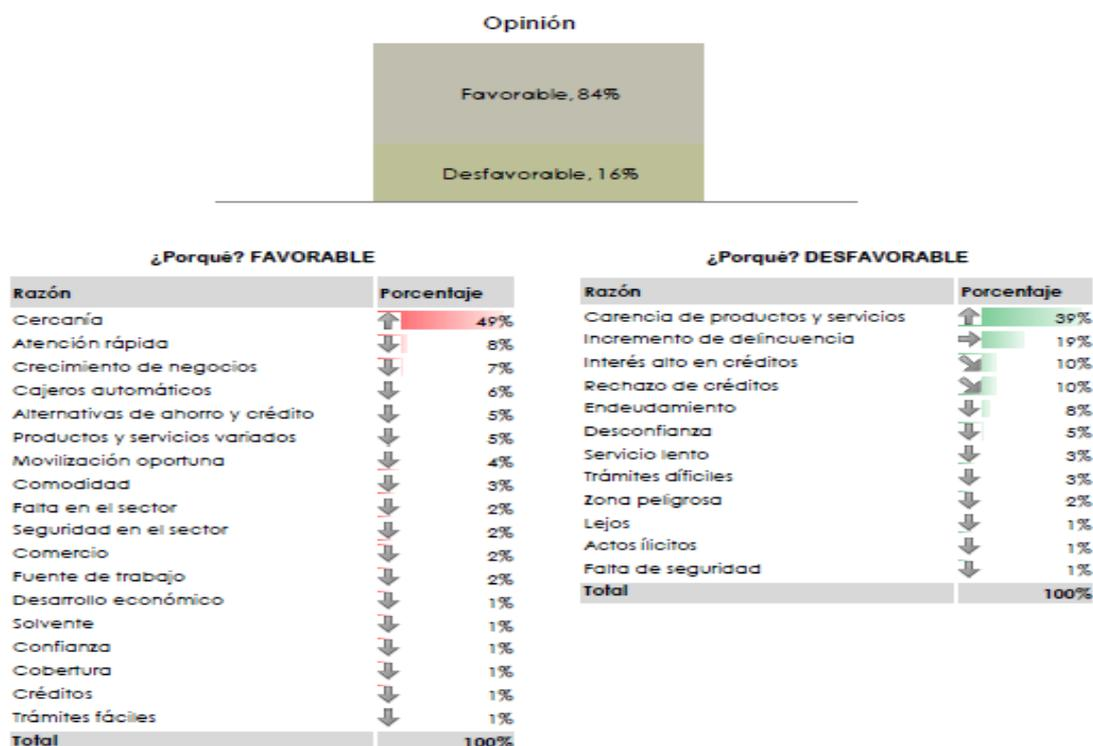 Opinión
Favorable, 84%
Desfavorable, 16%
¿Porqué? FAVORABLE
Razón Porcentaje
Cercanía 49%
Atención rápida 8%
Crecimiento de negocios 7%
Cajeros automáticos 6%
Alternativas de ahorro y crédito 5%
Productos y servicios variados 5%
Movilización oportuna 4%
Comodidad 3%
Falta en el sector 2%
Seguridad en el sector 2%
Comercio 2%
Fuente de trabajo 2%
Desarrollo económico 1%
Solvente 1%
Confianza 1%
Cobertura 1%
Créditos 1%
Trámites fáciles 1%
Total 100%
¿Porqué? DESFAVORABLE
Razón Porcentaje
Carencia de productos y servicios 39%
Incremento de delincuencia 19%
Interés alto en créditos 10%
Rechazo de créditos 10%
Endeudamiento 8%
Desconfianza 5%
Servicio lento 3%
Trámites díficiles 3%
Zona peligrosa 2%
Lejos 1%
Actos ílicitos 1%
Falta de seguridad 1%
Total 100%